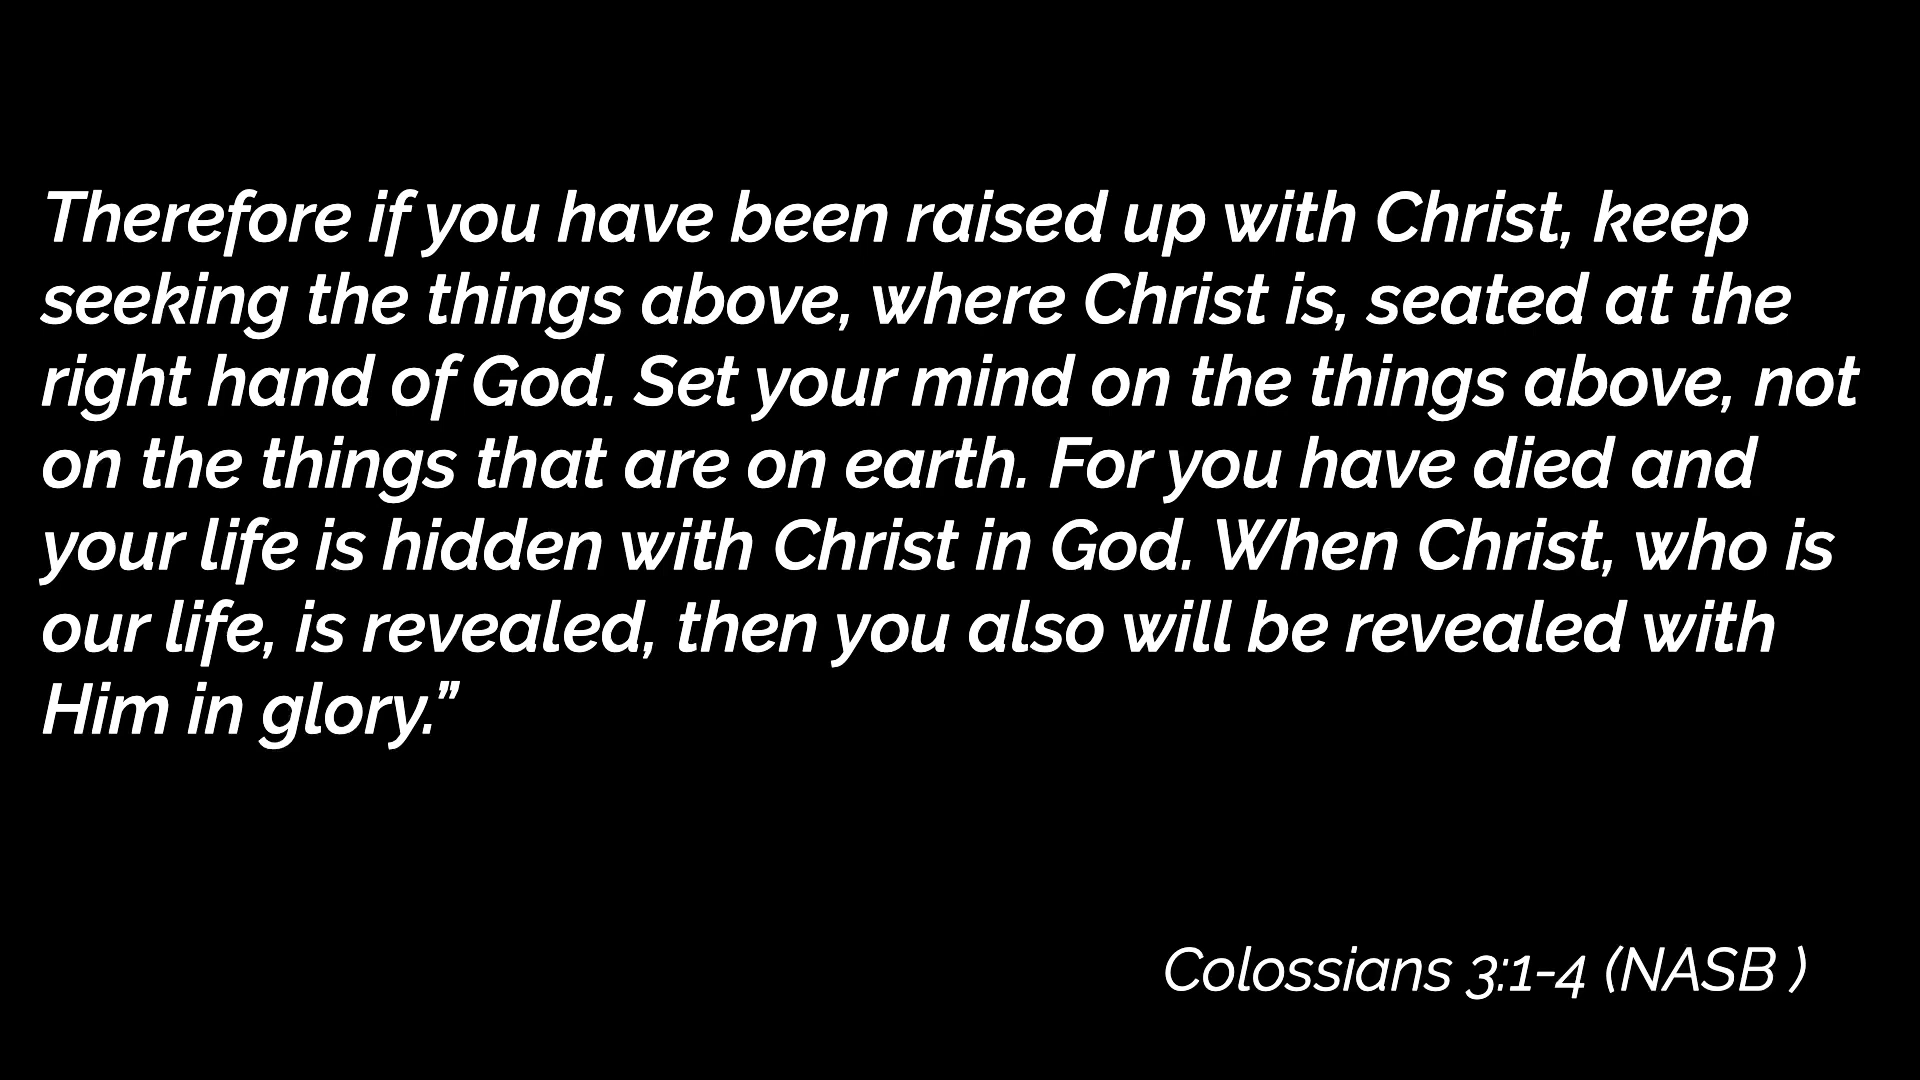 Therefore if you have been raised up with Christ, keep
seeking the things above, where Christ is, seated at the
right hand of God. Set your mind on the things above, not
on the things that are on earth. For you have died and
your life is hidden with Christ in God. When Christ, who is
our life, is revealed, then you also will be revealed with
Him in glory.”
Colossians 3:1-4 (NASB )